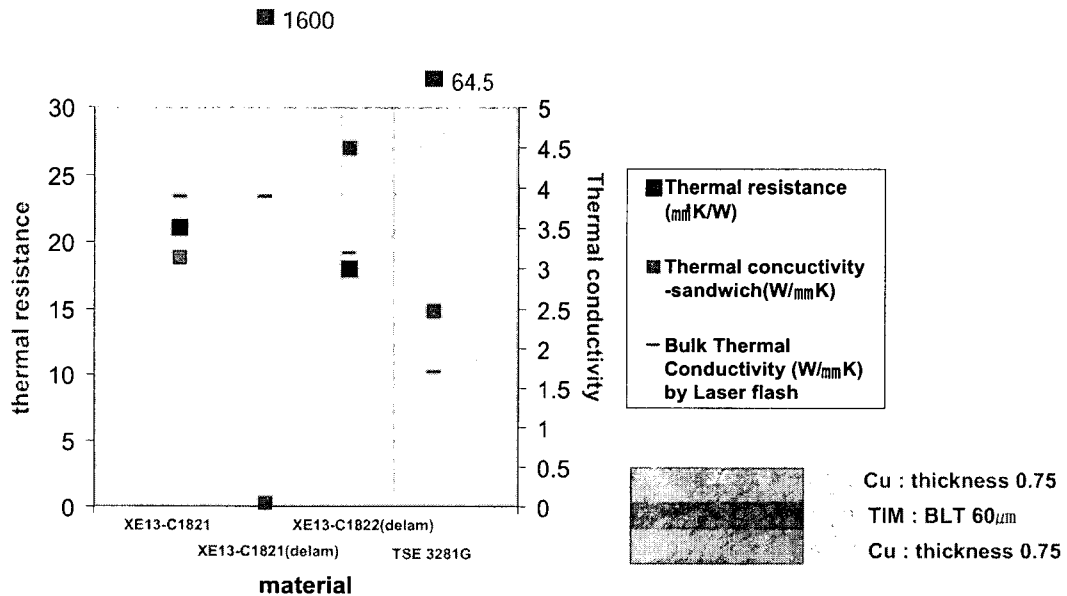 1600
64.5
30
25
20
15
10
5
0
thermal resistance
5
4.5
4
3.5
3
2.5
2
1.5
1
0.5
0
Thermal conductivity
XE13-C1821
XE13-C1822(delam)
XE13-C1821(delam)
TSE 3281G
material
Thermal resistance
(㎟K/W)
Thermal concuctivity
-sandwich(W/㎜K)
Bulk Thermal
Conductivity (W/㎜K)
by Laser flash
Cu : thickness 0.75
TIM : BLT 60㎛
Cu : thickness 0.75